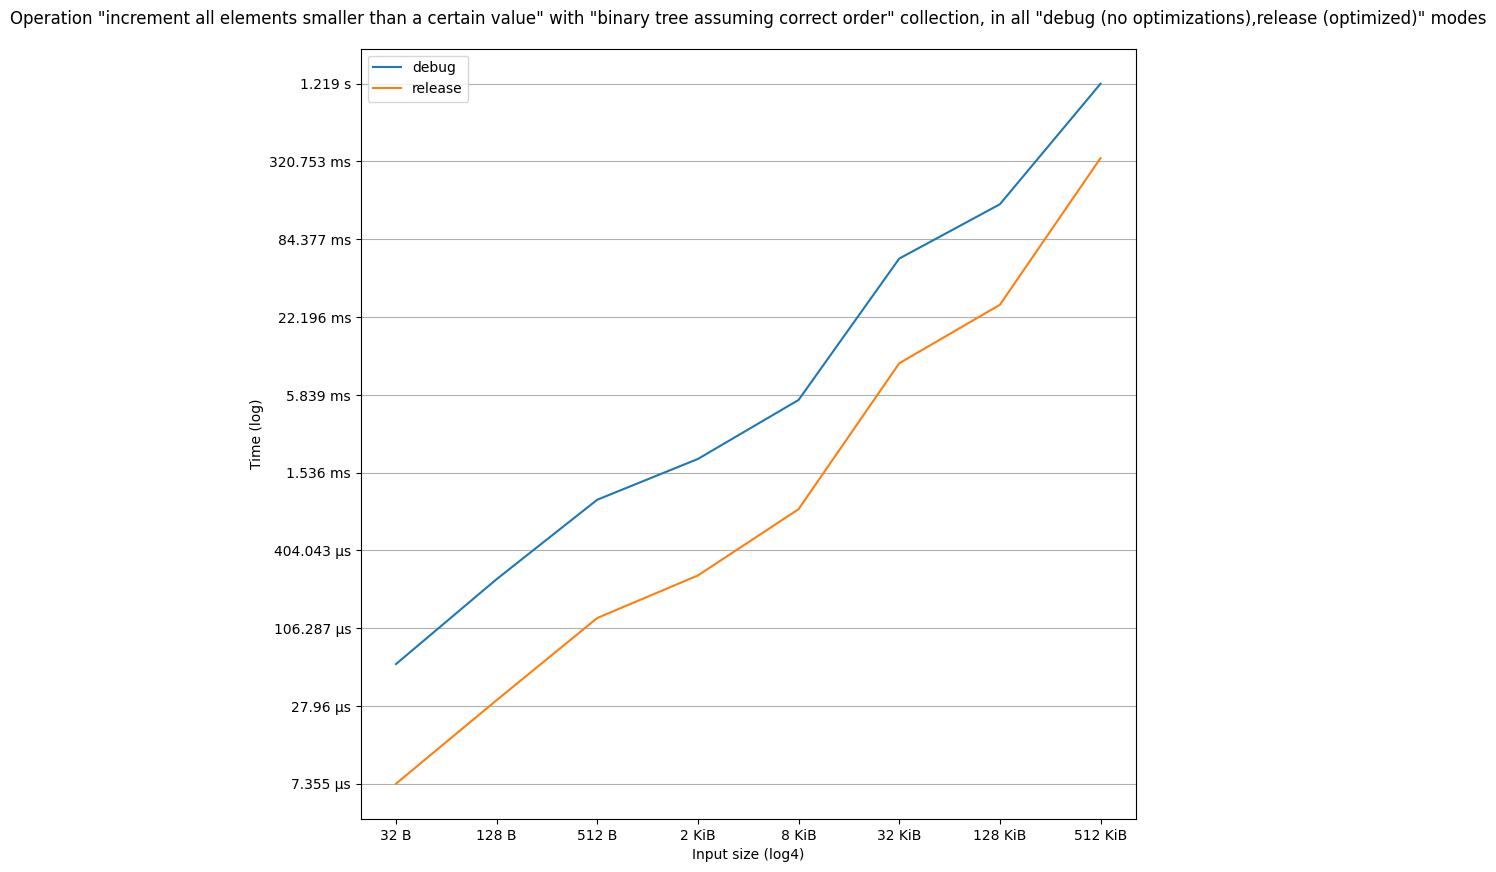 Operation "increment all elements smaller than a certain value" with "binary tree assuming correct order" collection, in all "debug (no optimizations),release (optimized)" modes
debug
release
1.219 s
320.753 ms
84.377 ms
22.196 ms
5.839 ms
1.536 ms
404.043 µs
106.287 µs
27.96 µs
7.355 µs
Time (log)
32 B
128 B
512 B
2 KiB
8 KiB
32 KiB
128 KiB
512 KiB
Input size (log4)